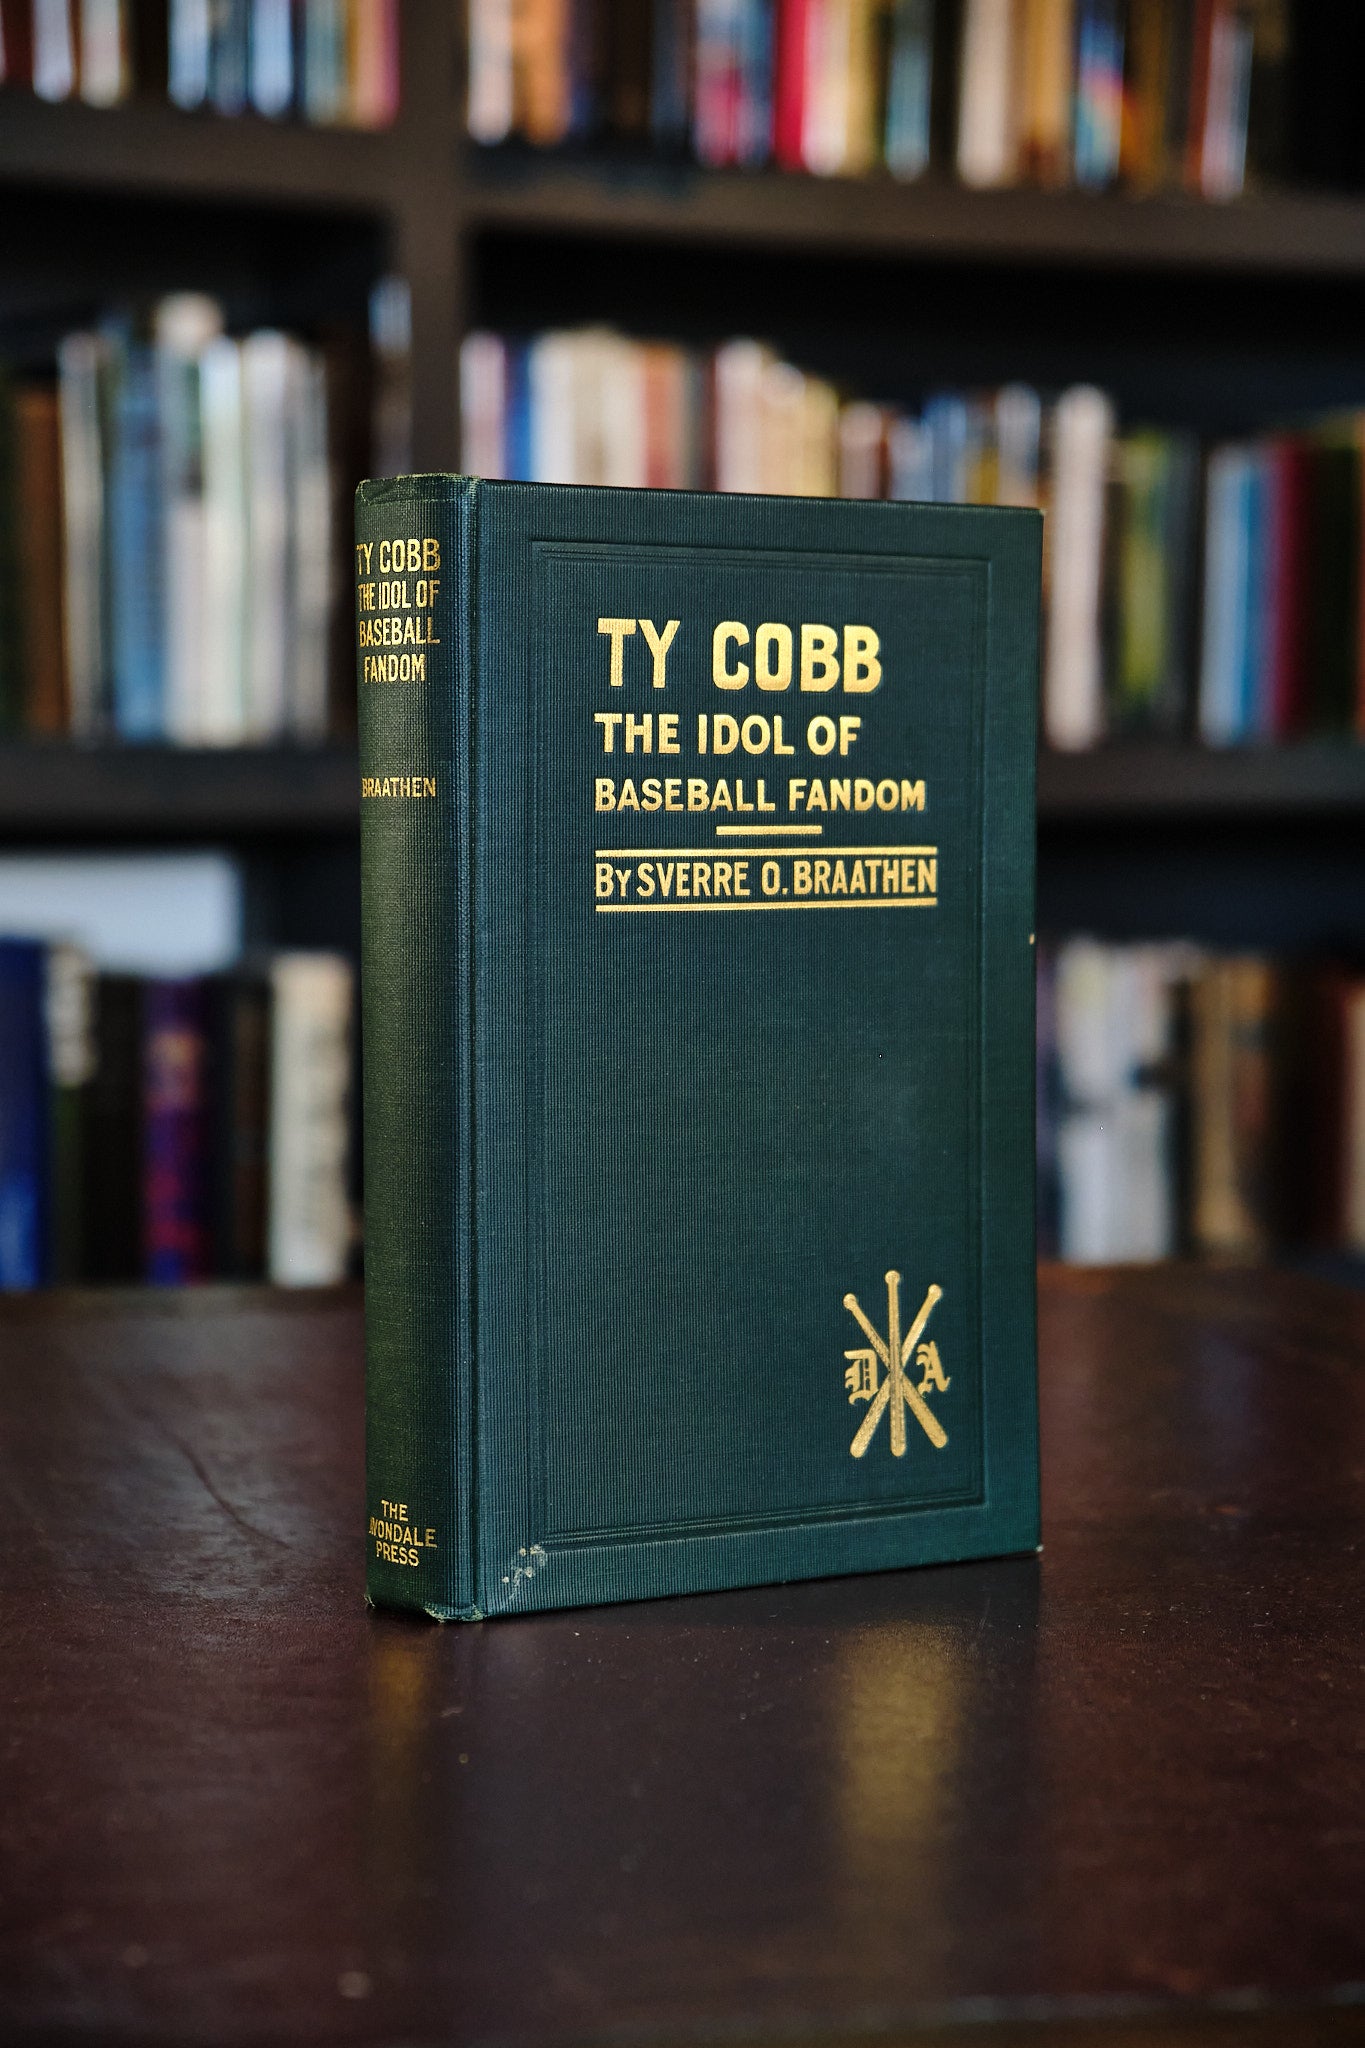 TY COBB
THE IDOL OF
BASEBALL
FANDOM
BRAATHEN
THE
AVONDALE
PRESS
TY COBB
THE IDOL OF
BASEBALL FANDOM
BY SVERRE O. BRAATHEN
D A